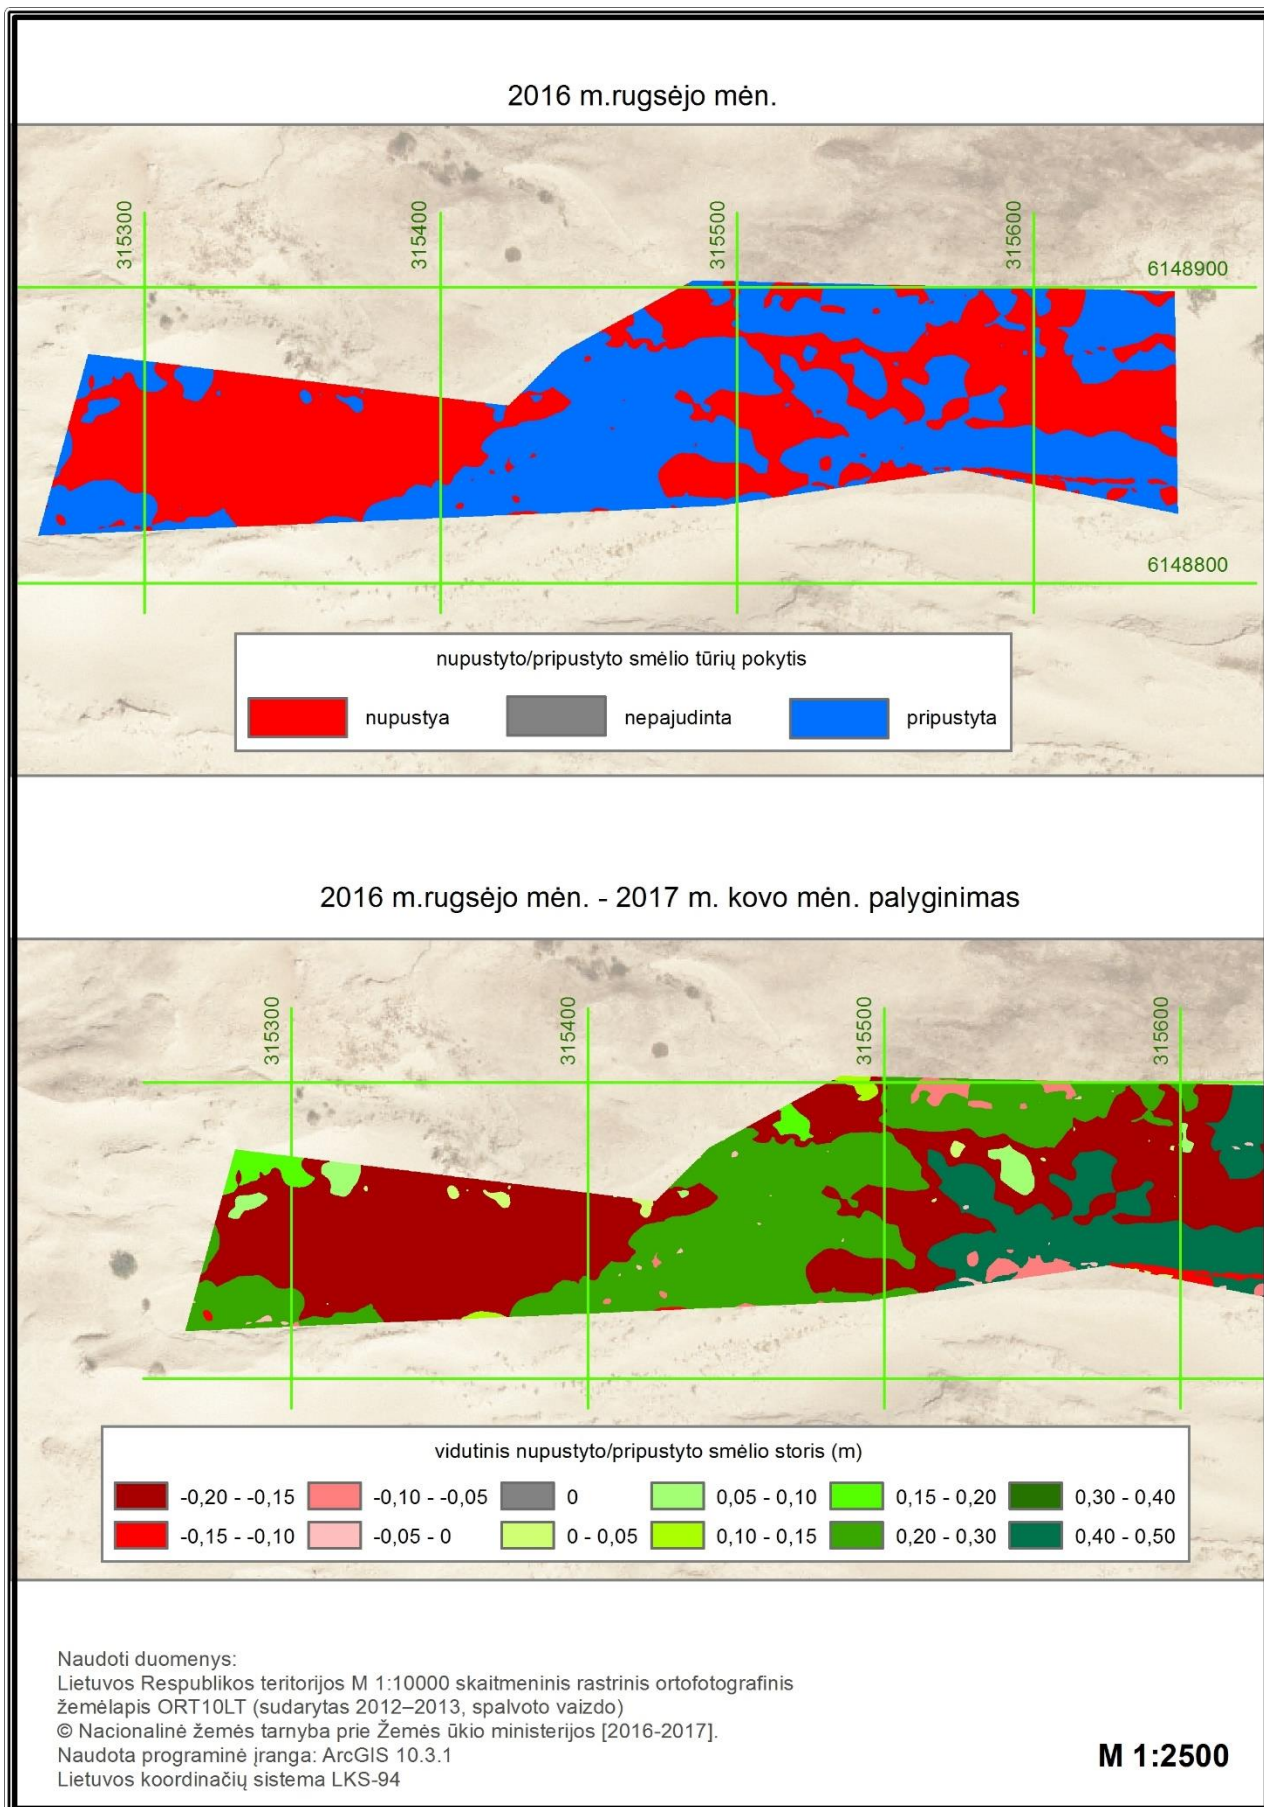 2016 m.rugsėjo mėn.
315300
315400
315500
315600
6148900
6148800
nupustyto/pripustyto smėlio tūrių pokytis
nupustya
nepajudinta
pripustyta
2016 m.rugsėjo mėn. - 2017 m. kovo mėn. palyginimas
315300
315400
315500
315600
vidutinis nupustyto/pripustyto smėlio storis (m)
-0,20 - -0,15
-0,10 - -0,05
0
0,05 - 0,10
0,15 - 0,20
0,30 - 0,40
-0,15 - -0,10
-0,05 - 0
0 - 0,05
0,10 - 0,15
0,20 - 0,30
0,40 - 0,50
Naudoti duomenys:
Lietuvos Respublikos teritorijos M 1:10000 skaitmeninis rastrinis ortofotografinis
žemėlapis ORT10LT (sudarytas 2012–2013, spalvoto vaizdo)
© Nacionalinė žemės tarnyba prie Žemės ūkio ministerijos [2016-2017].
Naudota programinė įranga: ArcGIS 10.3.1
Lietuvos koordinačių sistema LKS-94
M 1:2500